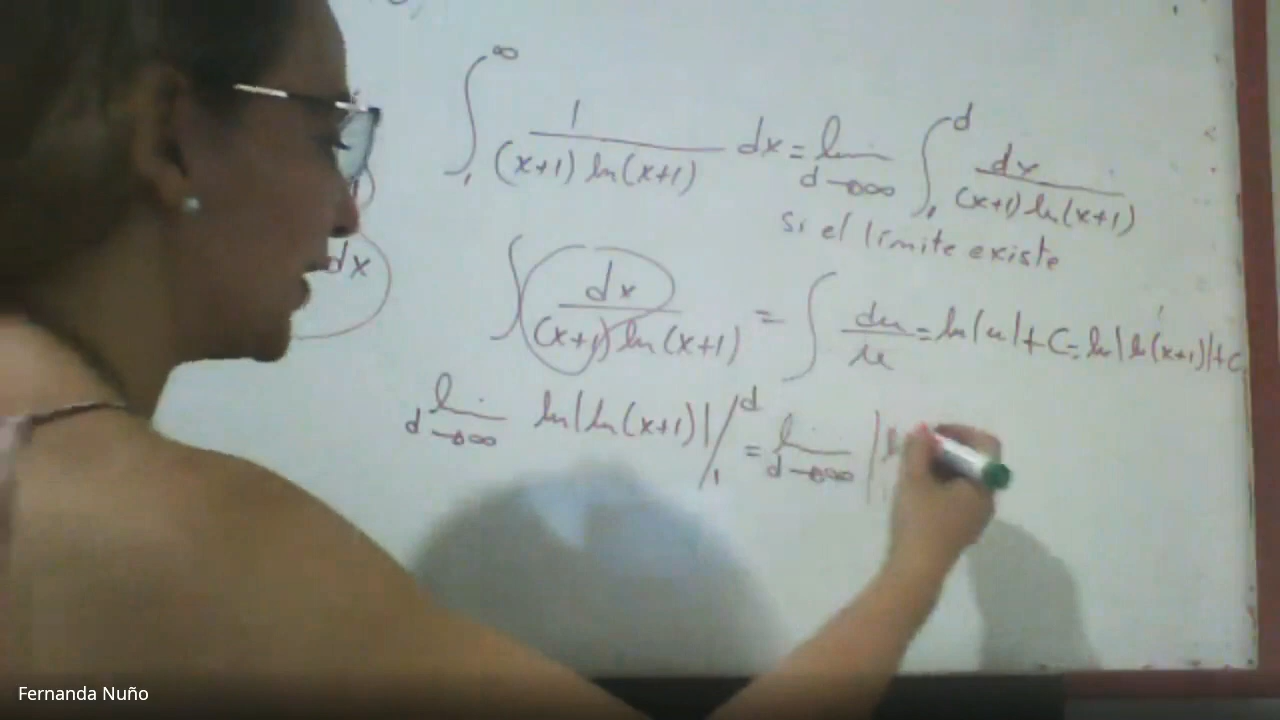 ∫₁^∞ 1/((x+1) ln(x+1)) dx = lim d→∞ ∫₁^d dx/((x+1) ln(x+1))
si el límite existe
dx
∫ dx/((x+1) ln(x+1)) = ∫ du/u = ln|u| + C = ln|ln(x+1)| + C
lim d→∞ ln|ln(x+1)| /₁^d = lim d→∞ |
Fernanda Nuño